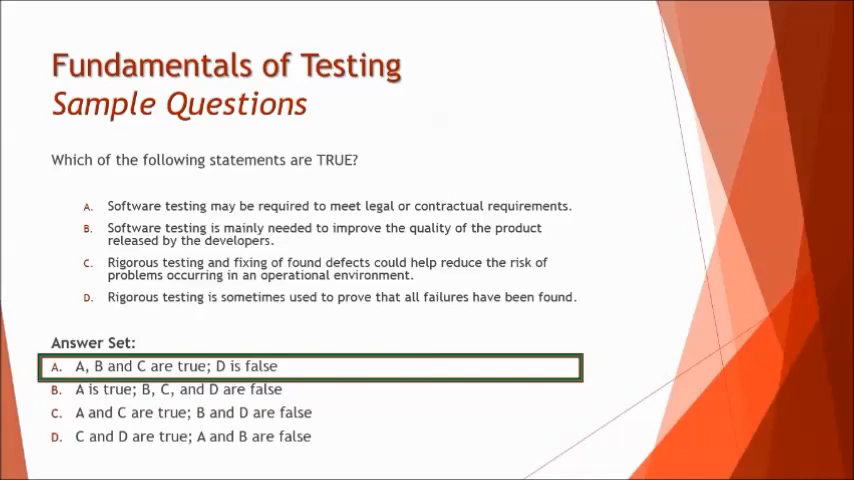 Fundamentals of Testing
Sample Questions
Which of the following statements are TRUE?
A. Software testing may be required to meet legal or contractual requirements.
B. Software testing is mainly needed to improve the quality of the product
released by the developers.
C. Rigorous testing and fixing of found defects could help reduce the risk of
problems occurring in an operational environment.
D. Rigorous testing is sometimes used to prove that all failures have been found.
Answer Set:
A. A, B and C are true; D is false
B. A is true; B, C, and D are false
C. A and C are true; B and D are false
D. C and D are true; A and B are false